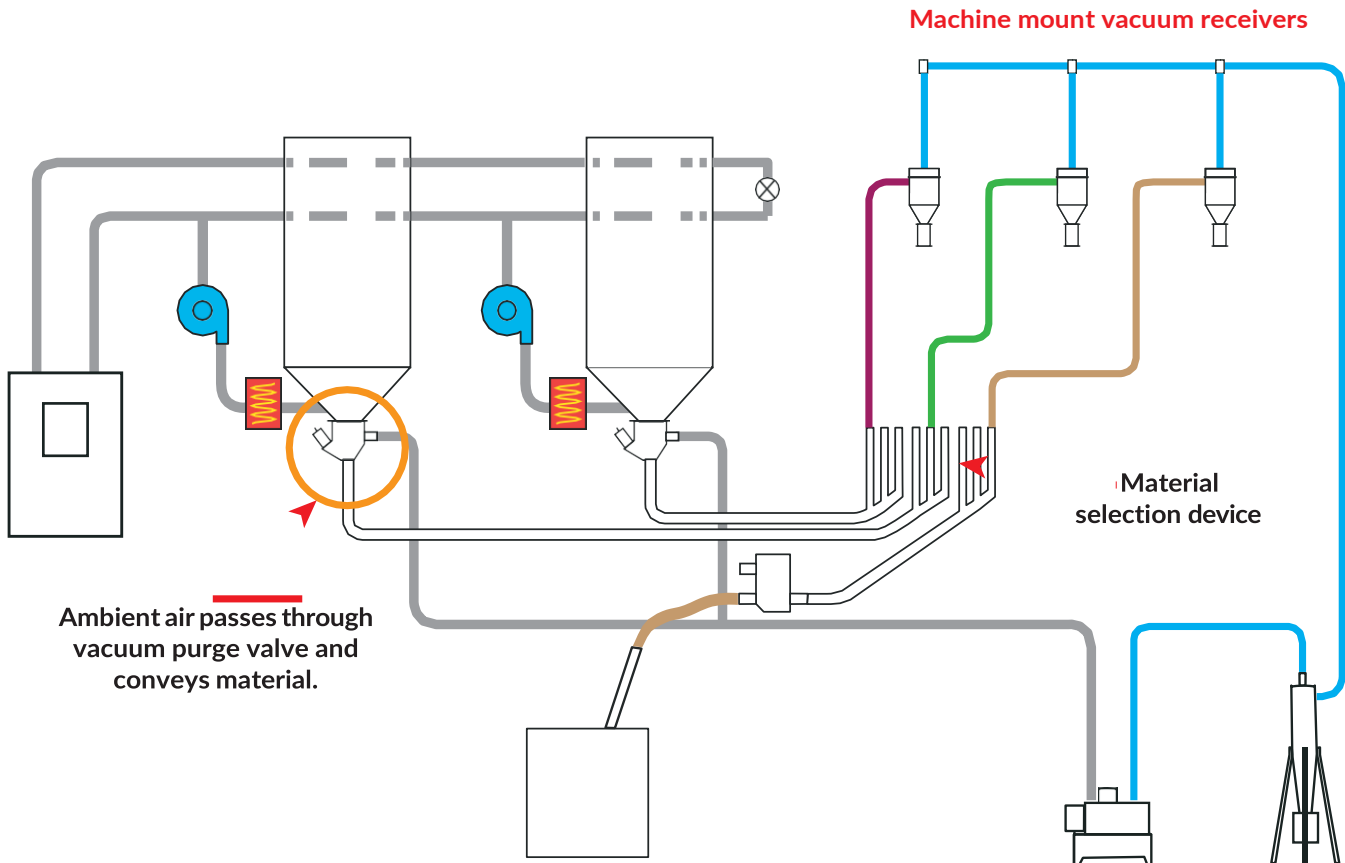 Machine mount vacuum receivers
Material
selection device
Ambient air passes through
vacuum purge valve and
conveys material.